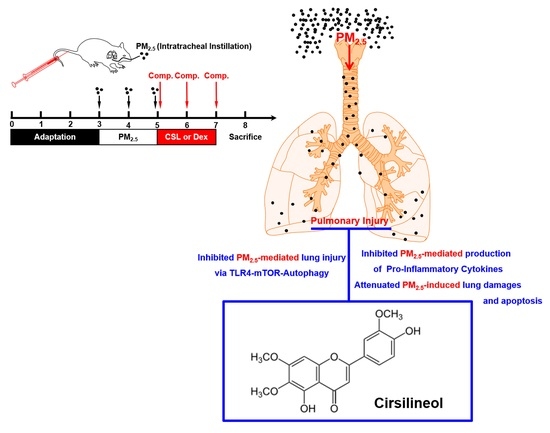 PM2.5 (Intratracheal Instillation)
Comp. Comp. Comp.
0 1 2 3 4 5 6 7 8
Adaptation PM2.5 CSL or Dex Sacrifice
PM2.5
Pulmonary Injury
Inhibited PM2.5-mediated lung injury
via TLR4-mTOR-Autophagy
Inhibited PM2.5-mediated production
of Pro-Inflammatory Cytokines
Attenuated PM2.5-induced lung damages
and apoptosis
OCH3
OH
H3CO
O
H3CO
OH O
Cirsilineol